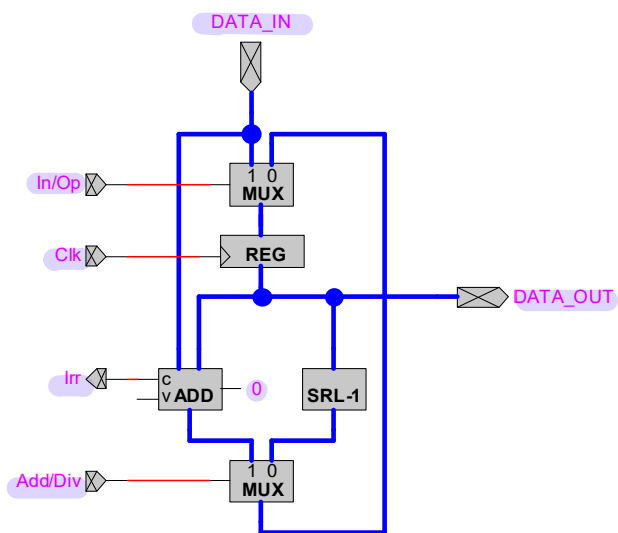 DATA_IN
1 0
In/Op
MUX
Clk
REG
DATA_OUT
Irr
C
V ADD
0
SRL-1
1 0
Add/Div
MUX